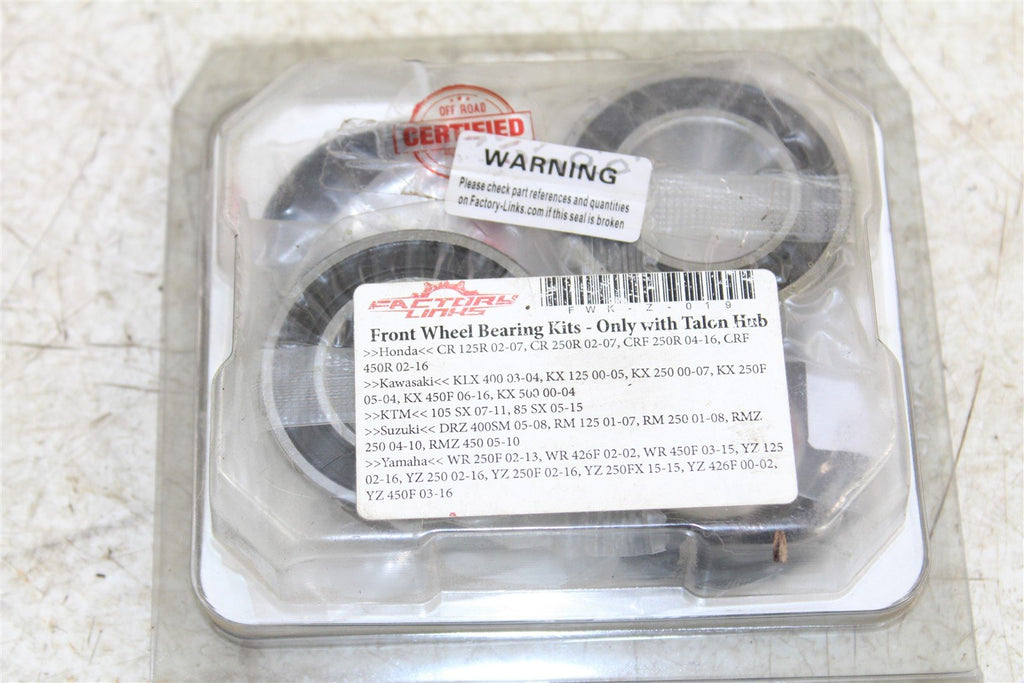 OFF ROAD
CERTIFIED
WARNING
Please check part references and quantities
on Factory-Links.com if this seal is broken
FACTORY
LINKS
FWK-Z-019
Front Wheel Bearing Kits - Only with Talon Hub
>>Honda<< CR 125R 02-07, CR 250R 02-07, CRF 250R 04-16, CRF
450R 02-16
>>Kawasaki<< KLX 400 03-04, KX 125 00-05, KX 250 00-07, KX 250F
05-04, KX 450F 06-16, KX 500 00-04
>>KTM<< 105 SX 07-11, 85 SX 05-15
>>Suzuki<< DRZ 400SM 05-08, RM 125 01-07, RM 250 01-08, RMZ
250 04-10, RMZ 450 05-10
>>Yamaha<< WR 250F 02-13, WR 426F 02-02, WR 450F 03-15, YZ 125
02-16, YZ 250 02-16, YZ 250F 02-16, YZ 250FX 15-15, YZ 426F 00-02,
YZ 450F 03-16